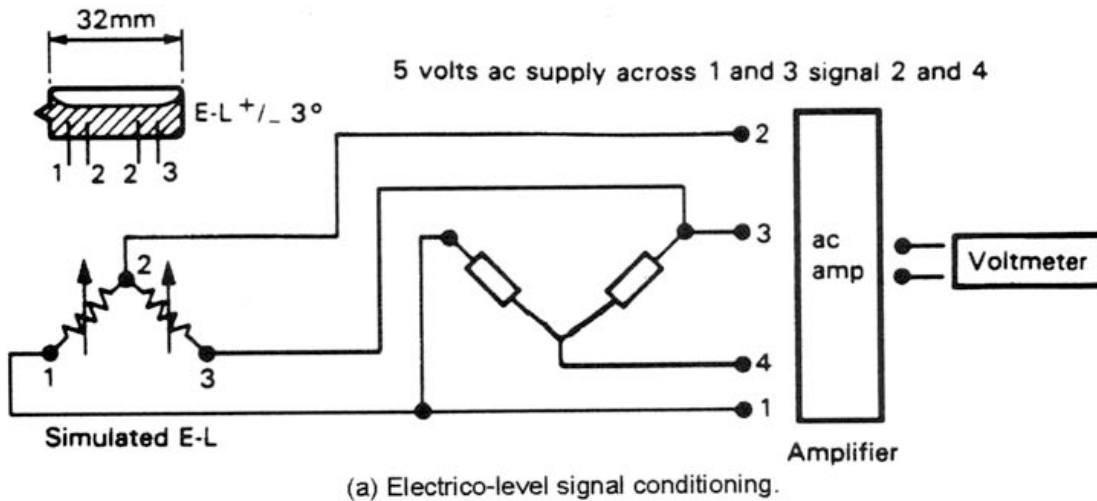 32mm
5 volts ac supply across 1 and 3 signal 2 and 4
E-L +/- 3°
1 2 2 3
2
3
4
1
ac
amp
Voltmeter
2
1
3
Simulated E-L
Amplifier
(a) Electrico-level signal conditioning.